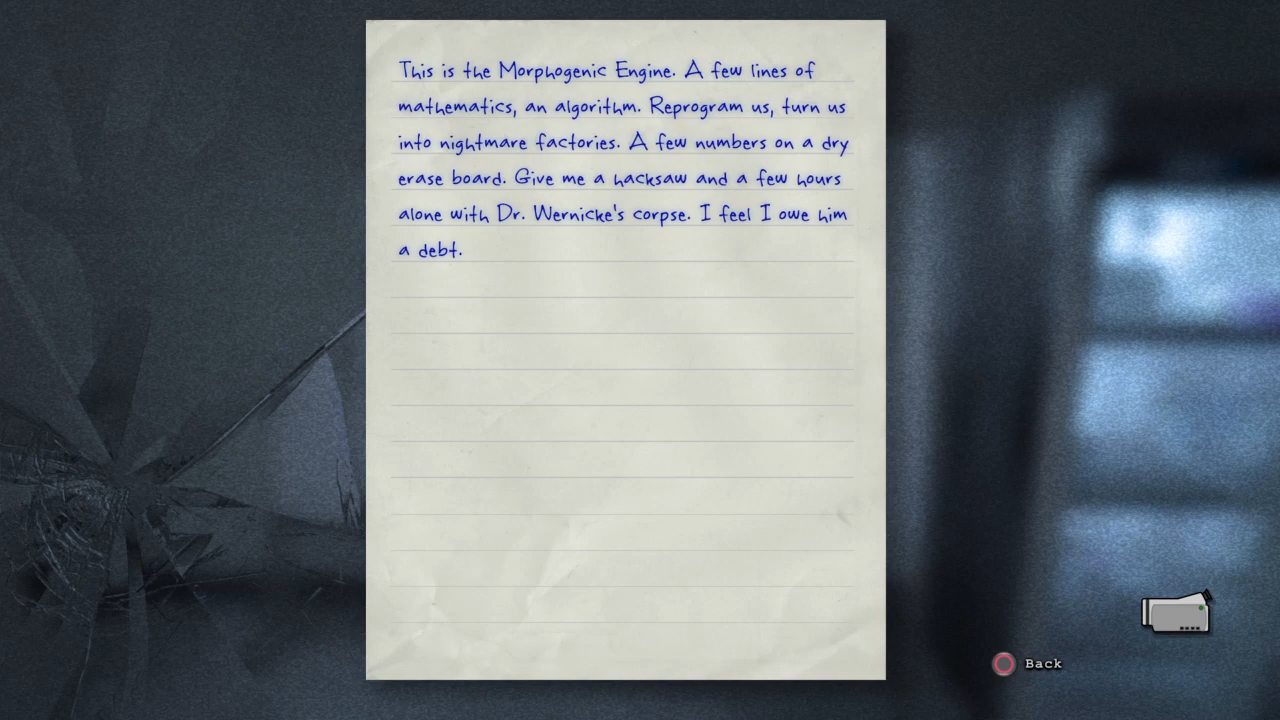 This is the Morphogenic Engine. A few lines of
mathematics, an algorithm. Reprogram us, turn us
into nightmare factories. A few numbers on a dry
erase board. Give me a hacksaw and a few hours
alone with Dr. Wernicke's corpse. I feel I owe him
a debt.
Back